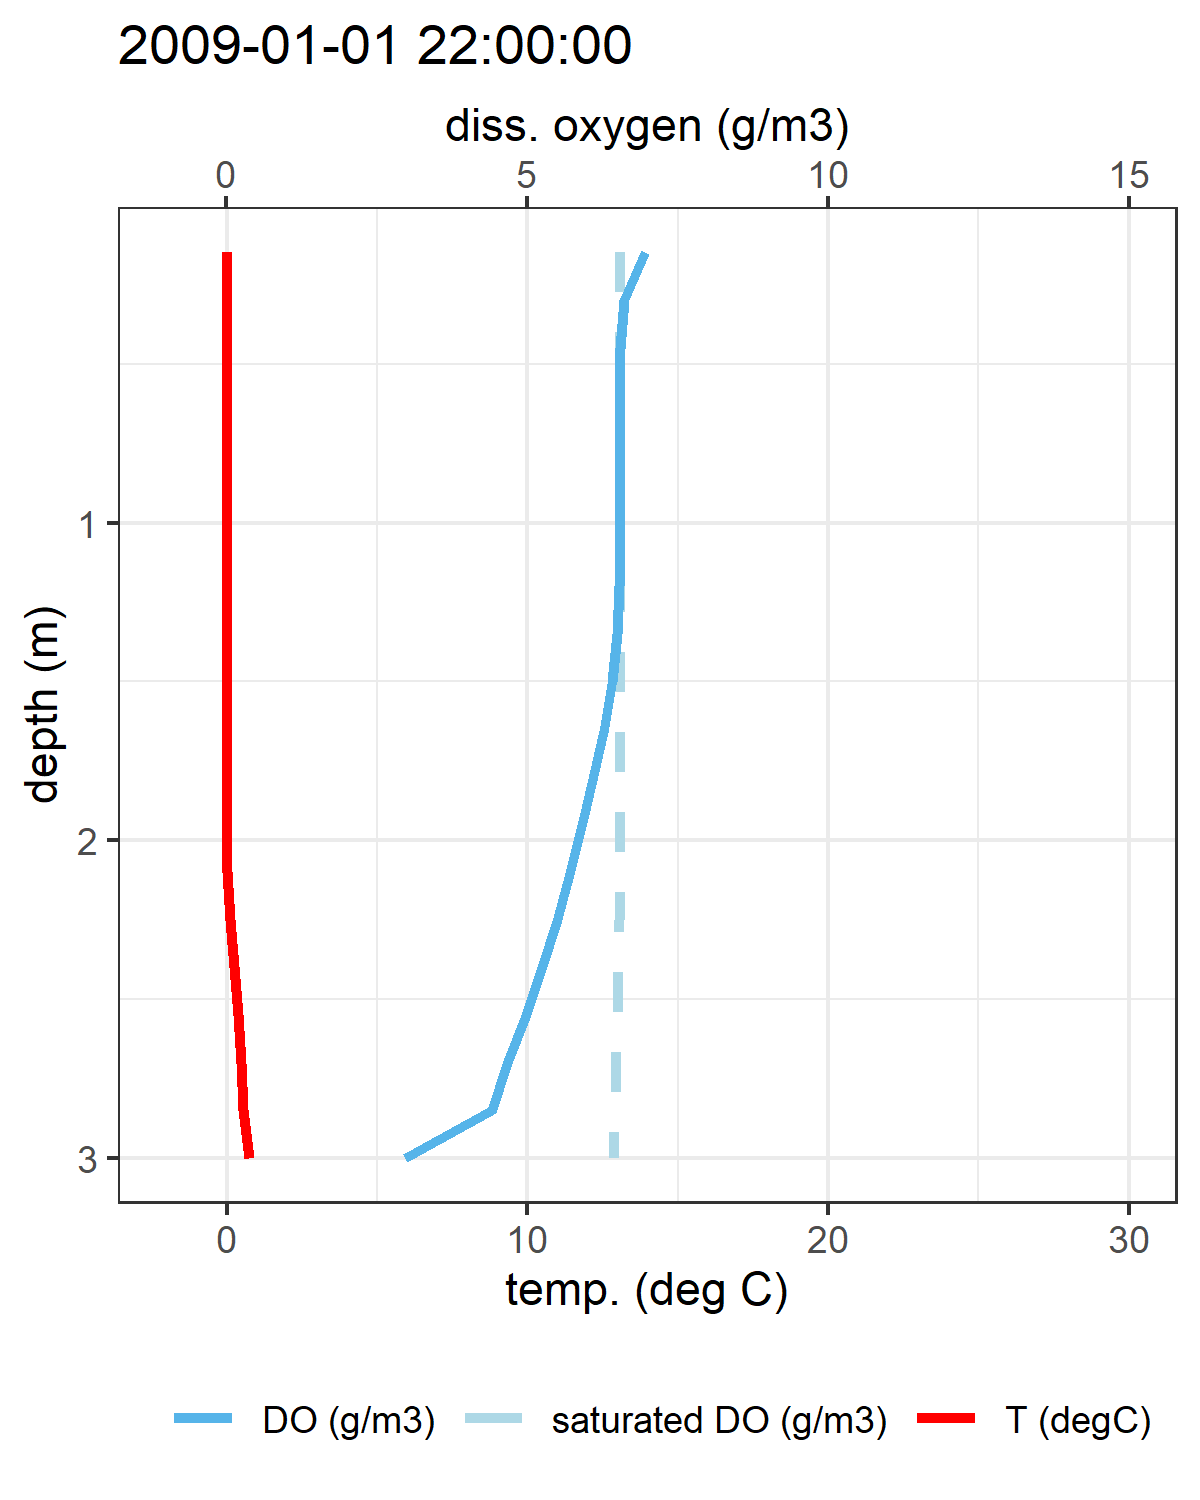 2009-01-01 22:00:00
diss. oxygen (g/m3)
0 5 10 15
depth (m)
1
2
3
0 10 20 30
temp. (deg C)
DO (g/m3) saturated DO (g/m3) T (degC)